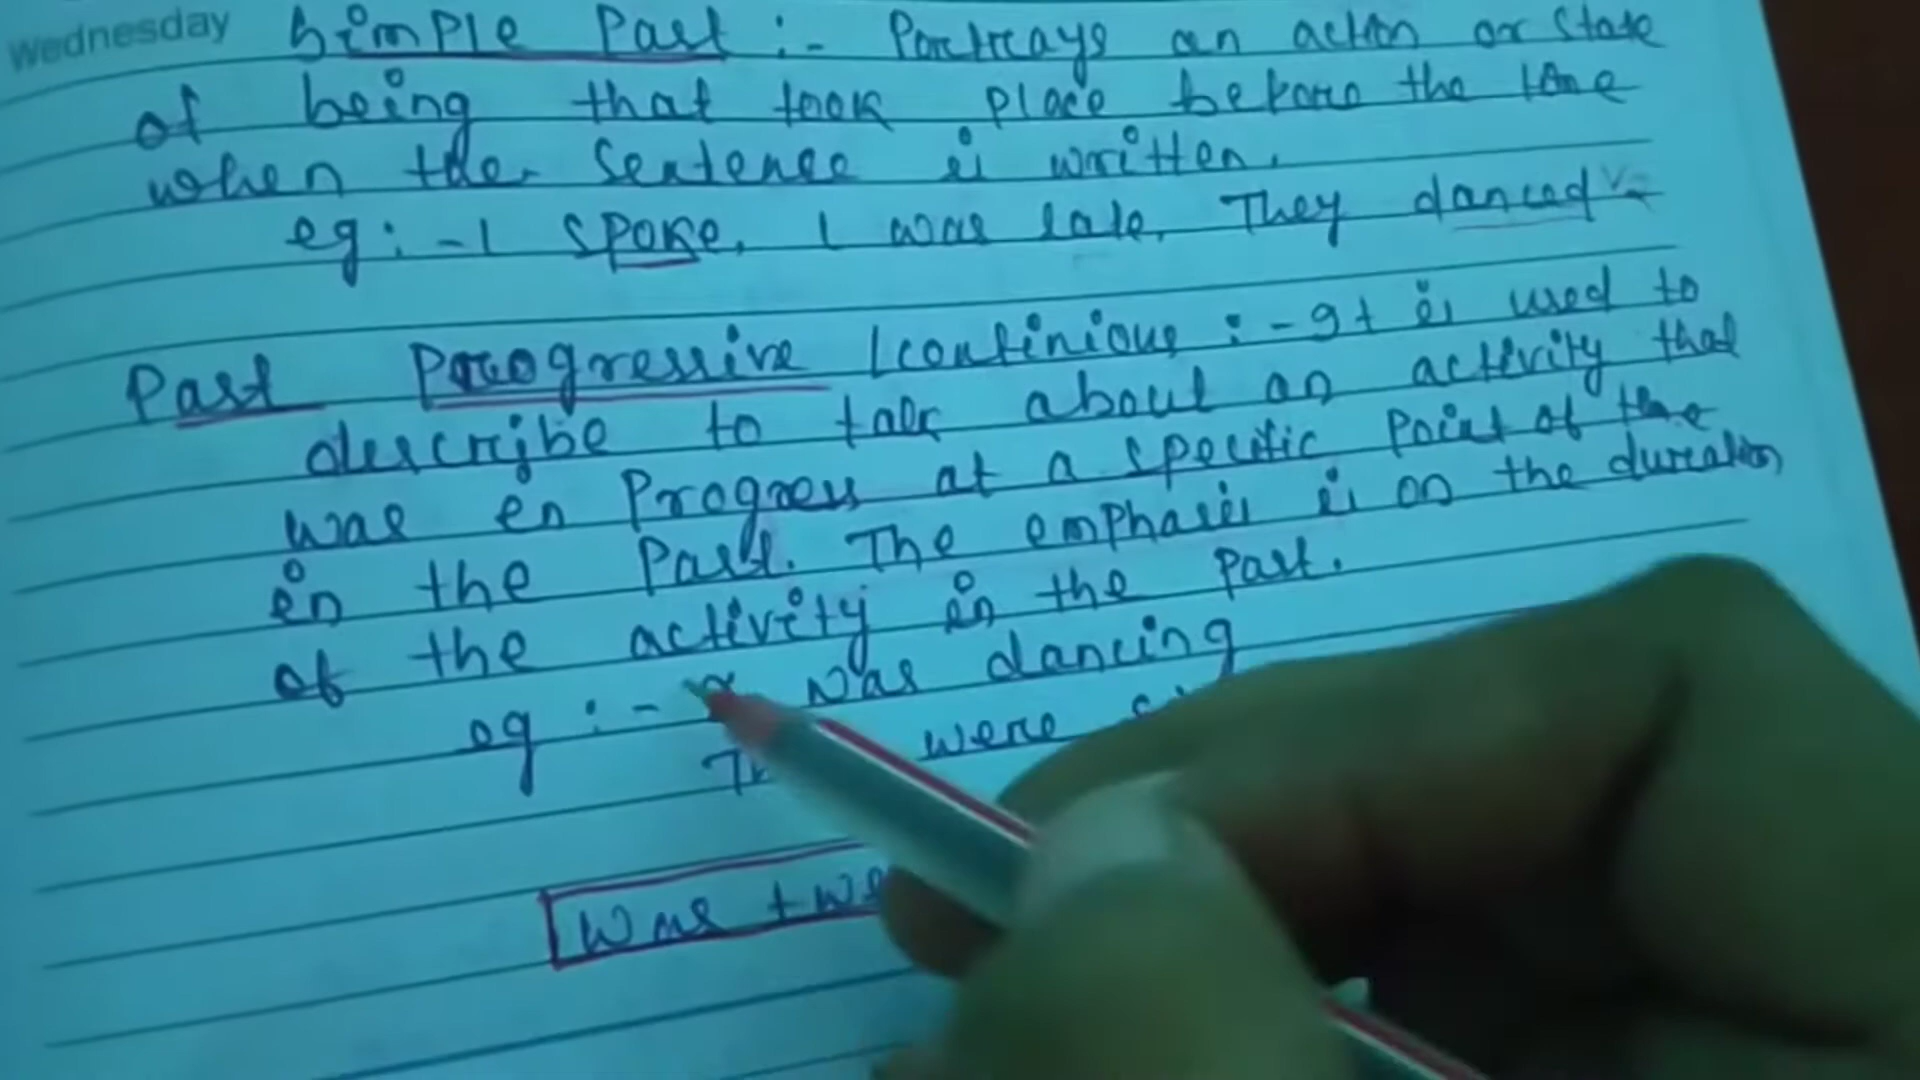 Wednesday
Simple Past :- Portrays an action or state
of being that took place before the time
when the sentence is written.
eg :- I spoke, I was late, They danced
Past Progressive / continious :- It is used to
describe to talk about an activity that
was in Progress at a specific Point of time
in the Past. The emphasis is on the duration
of the activity in the past.
eg :- was dancing
were
Was +